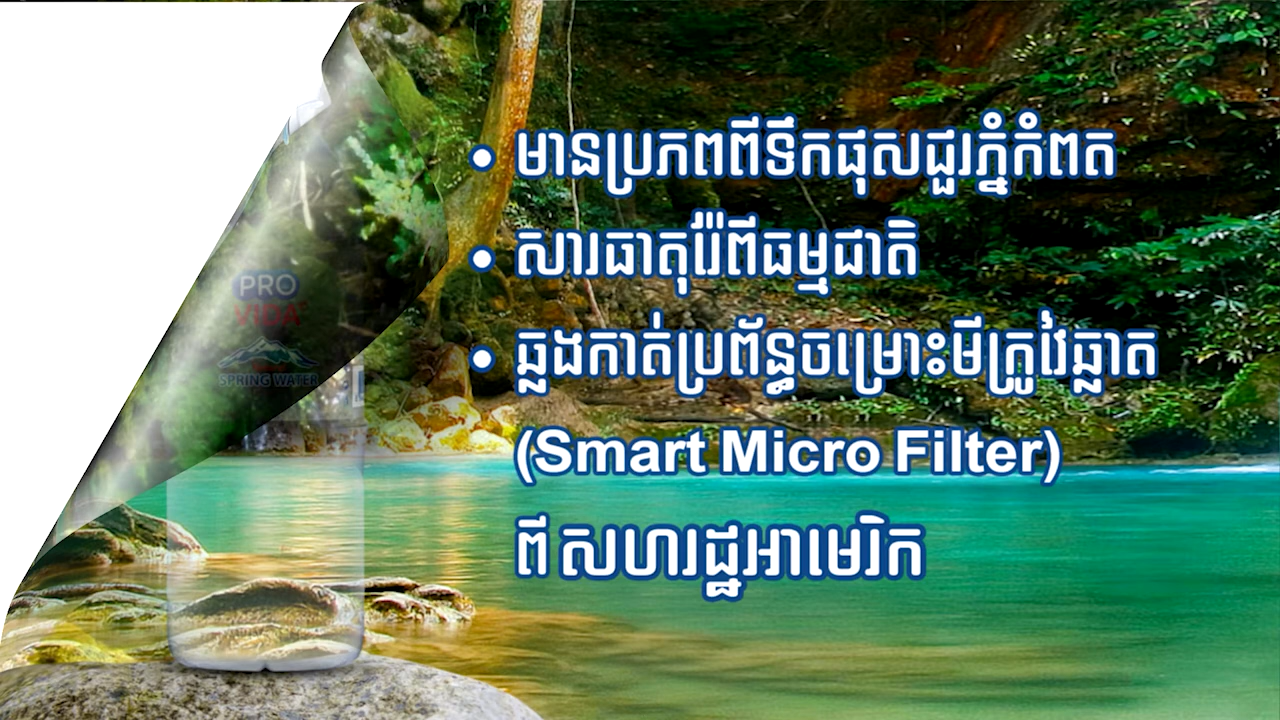 PRO
VIDA
SPRING WATER
• មានប្រភពពីទឹកផុសជួរភ្នំកំពត
• សារធាតុរ៉ែពីធម្មជាតិ
• ឆ្លងកាត់ប្រព័ន្ធចម្រោះមីក្រូវៃឆ្លាត
(Smart Micro Filter)
ពី សហរដ្ឋអាមេរិក